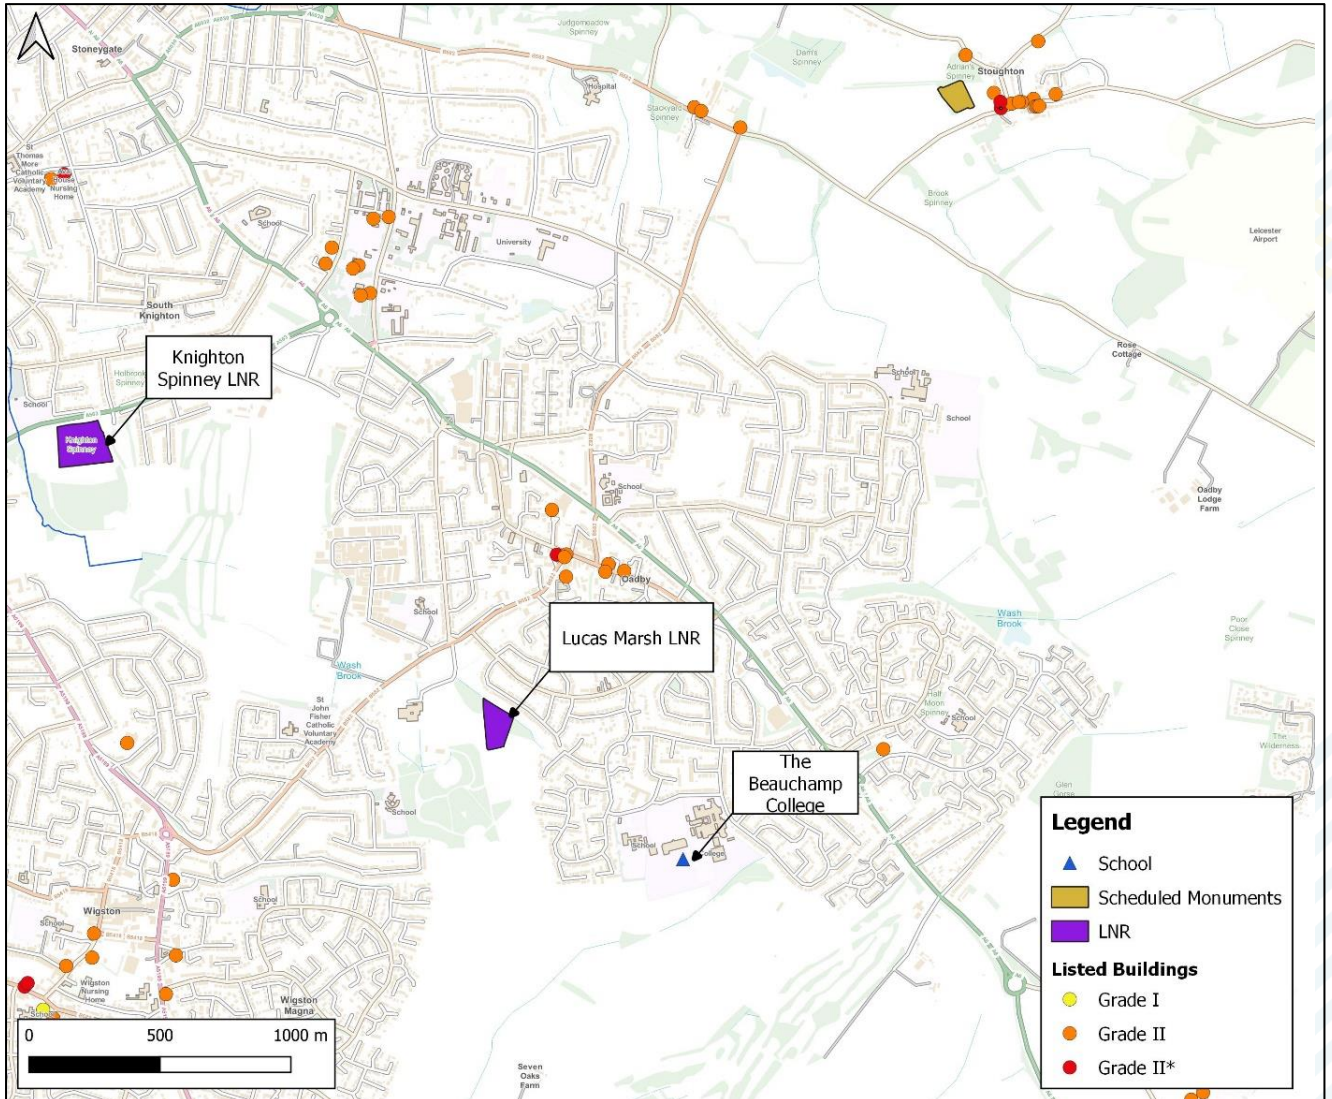 Stoneygate
Judgemeadow
Spinney
Dam's
Spinney
Adrian's
Spinney
Stoughton
Hospital
Stackyard
Spinney
St
Thomas
More
Catholic
Voluntary
Academy
House
Nursing
Home
Brook
Spinney
School
University
Leicester
Airport
South
Knighton
Rose
Cottage
Knighton
Spinney LNR
Holbrook
Spinney
School
School
School
Knighton
Spinney
School
Oadby
Lodge
Farm
Oadby
School
Wash
Brook
Lucas Marsh LNR
Poor
Close
Spinney
Wash
Brook
St
John
Fisher
Catholic
Voluntary
Academy
Half
Moon
Spinney
School
The
Wilderness
The
Beauchamp
College
Glen
Gorse
School
School
College
School
Wigston
School
Wigston
Nursing
Home
Wigston
Magna
School
Seven
Oaks
Farm
0 500 1000 m
Legend
School
Scheduled Monuments
LNR
Listed Buildings
Grade I
Grade II
Grade II*